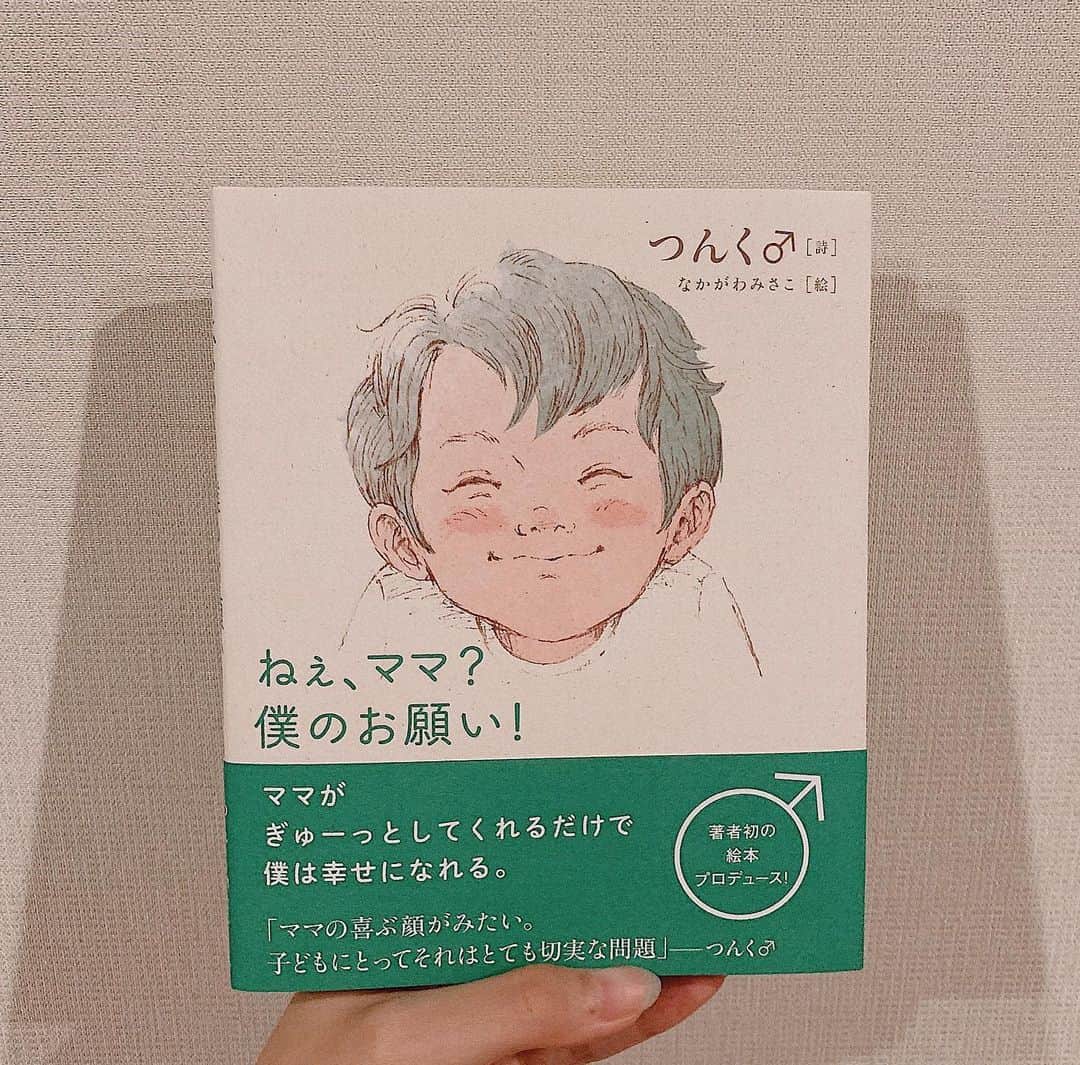 つんく♂[詩]
なかがわみさこ[絵]
ねぇ、ママ？
僕のお願い！
ママが
ぎゅーっとしてくれるだけで
僕は幸せになれる。
著者初の
絵本
プロデュース！
「ママの喜ぶ顔がみたい。
子どもにとってそれはとても切実な問題」──つんく♂